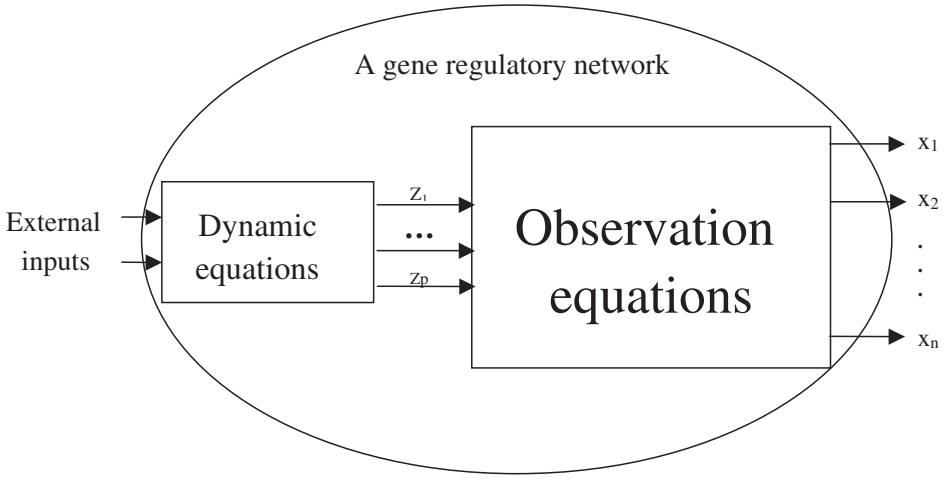 A gene regulatory network
External
inputs
Dynamic
equations
Z₁
...
Zp
Observation
equations
x₁
x₂
.
.
.
xₙ